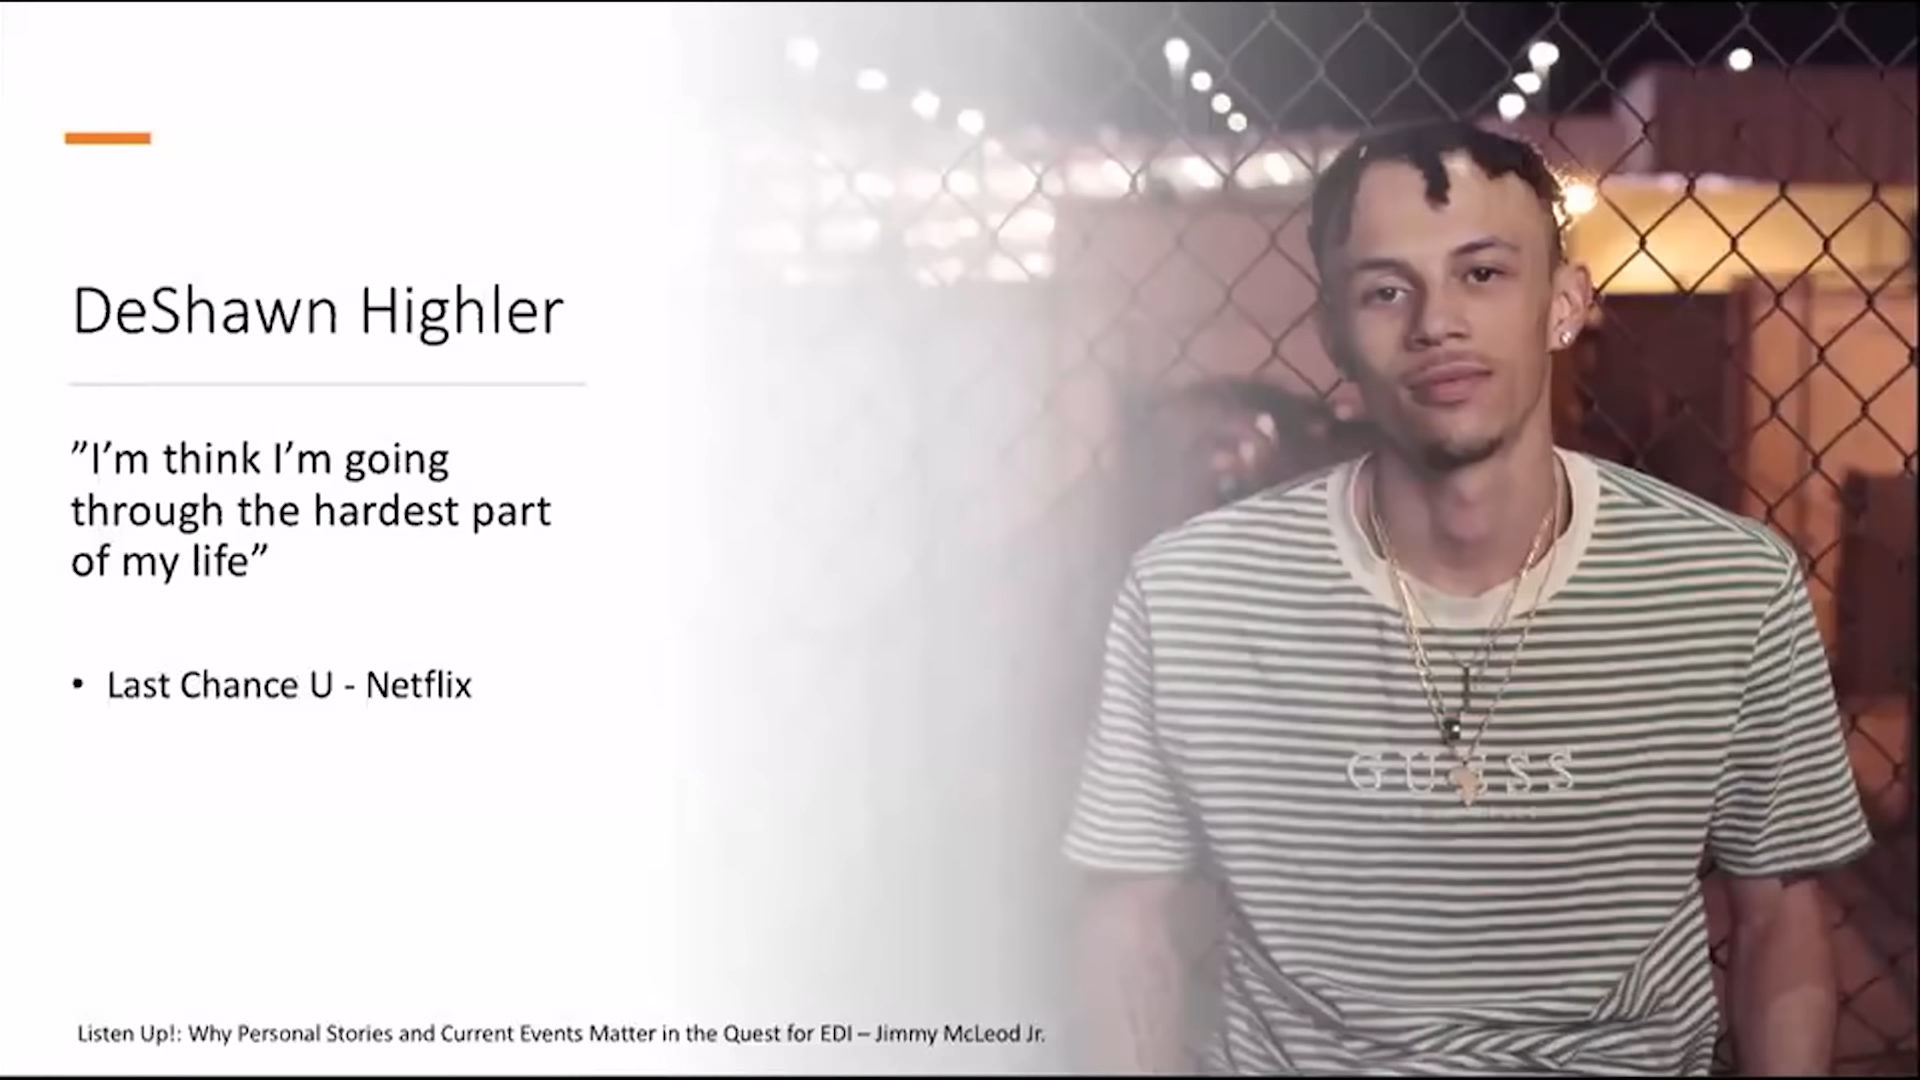 DeShawn Highler
”I’m think I’m going
through the hardest part
of my life”
• Last Chance U - Netflix
GUESS
Listen Up!: Why Personal Stories and Current Events Matter in the Quest for EDI – Jimmy McLeod Jr.